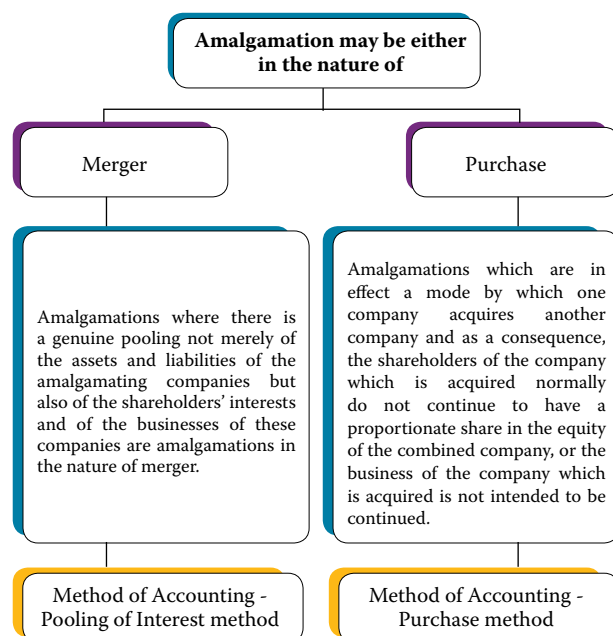 Amalgamation may be either
in the nature of
Merger
Purchase
Amalgamations where there is
a genuine pooling not merely of
the assets and liabilities of the
amalgamating companies but
also of the shareholders’ interests
and of the businesses of these
companies are amalgamations in
the nature of merger.
Amalgamations which are in
effect a mode by which one
company acquires another
company and as a consequence,
the shareholders of the company
which is acquired normally
do not continue to have a
proportionate share in the equity
of the combined company, or the
business of the company which
is acquired is not intended to be
continued.
Method of Accounting -
Pooling of Interest method
Method of Accounting -
Purchase method